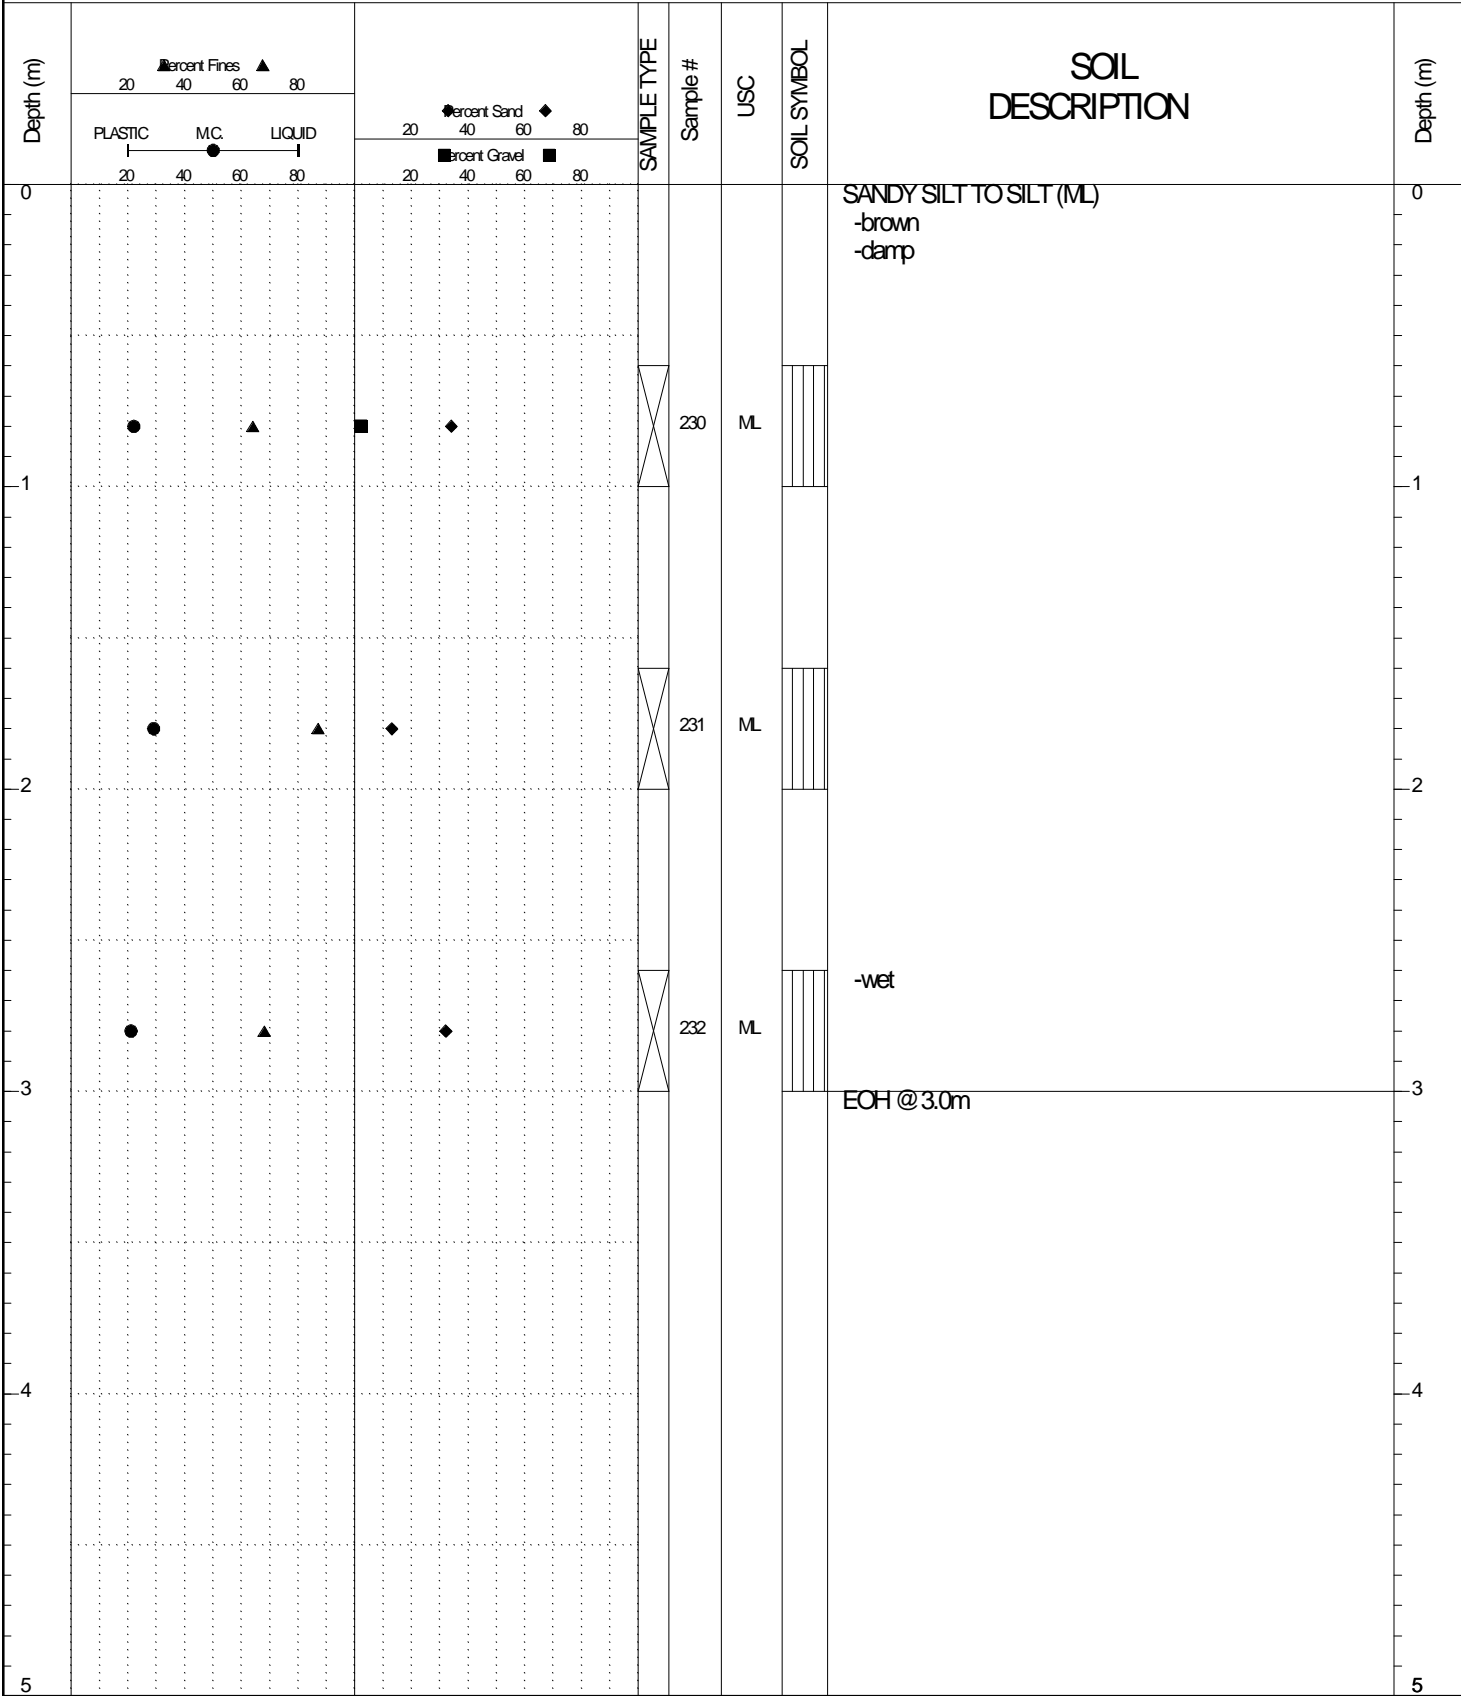 Depth (m)
Percent Fines
20 40 60 80
PLASTIC M.C. LIQUID
20 40 60 80
Percent Sand
20 40 60 80
Percent Gravel
20 40 60 80
SAMPLE TYPE
Sample #
USC
SOIL SYMBOL
SOIL
DESCRIPTION
Depth (m)
0 SANDY SILT TO SILT (ML) 0
-brown
-damp
230 ML
1 1
231 ML
2 2
-wet
232 ML
3 3
EOH @ 3.0m
4 4
5 5